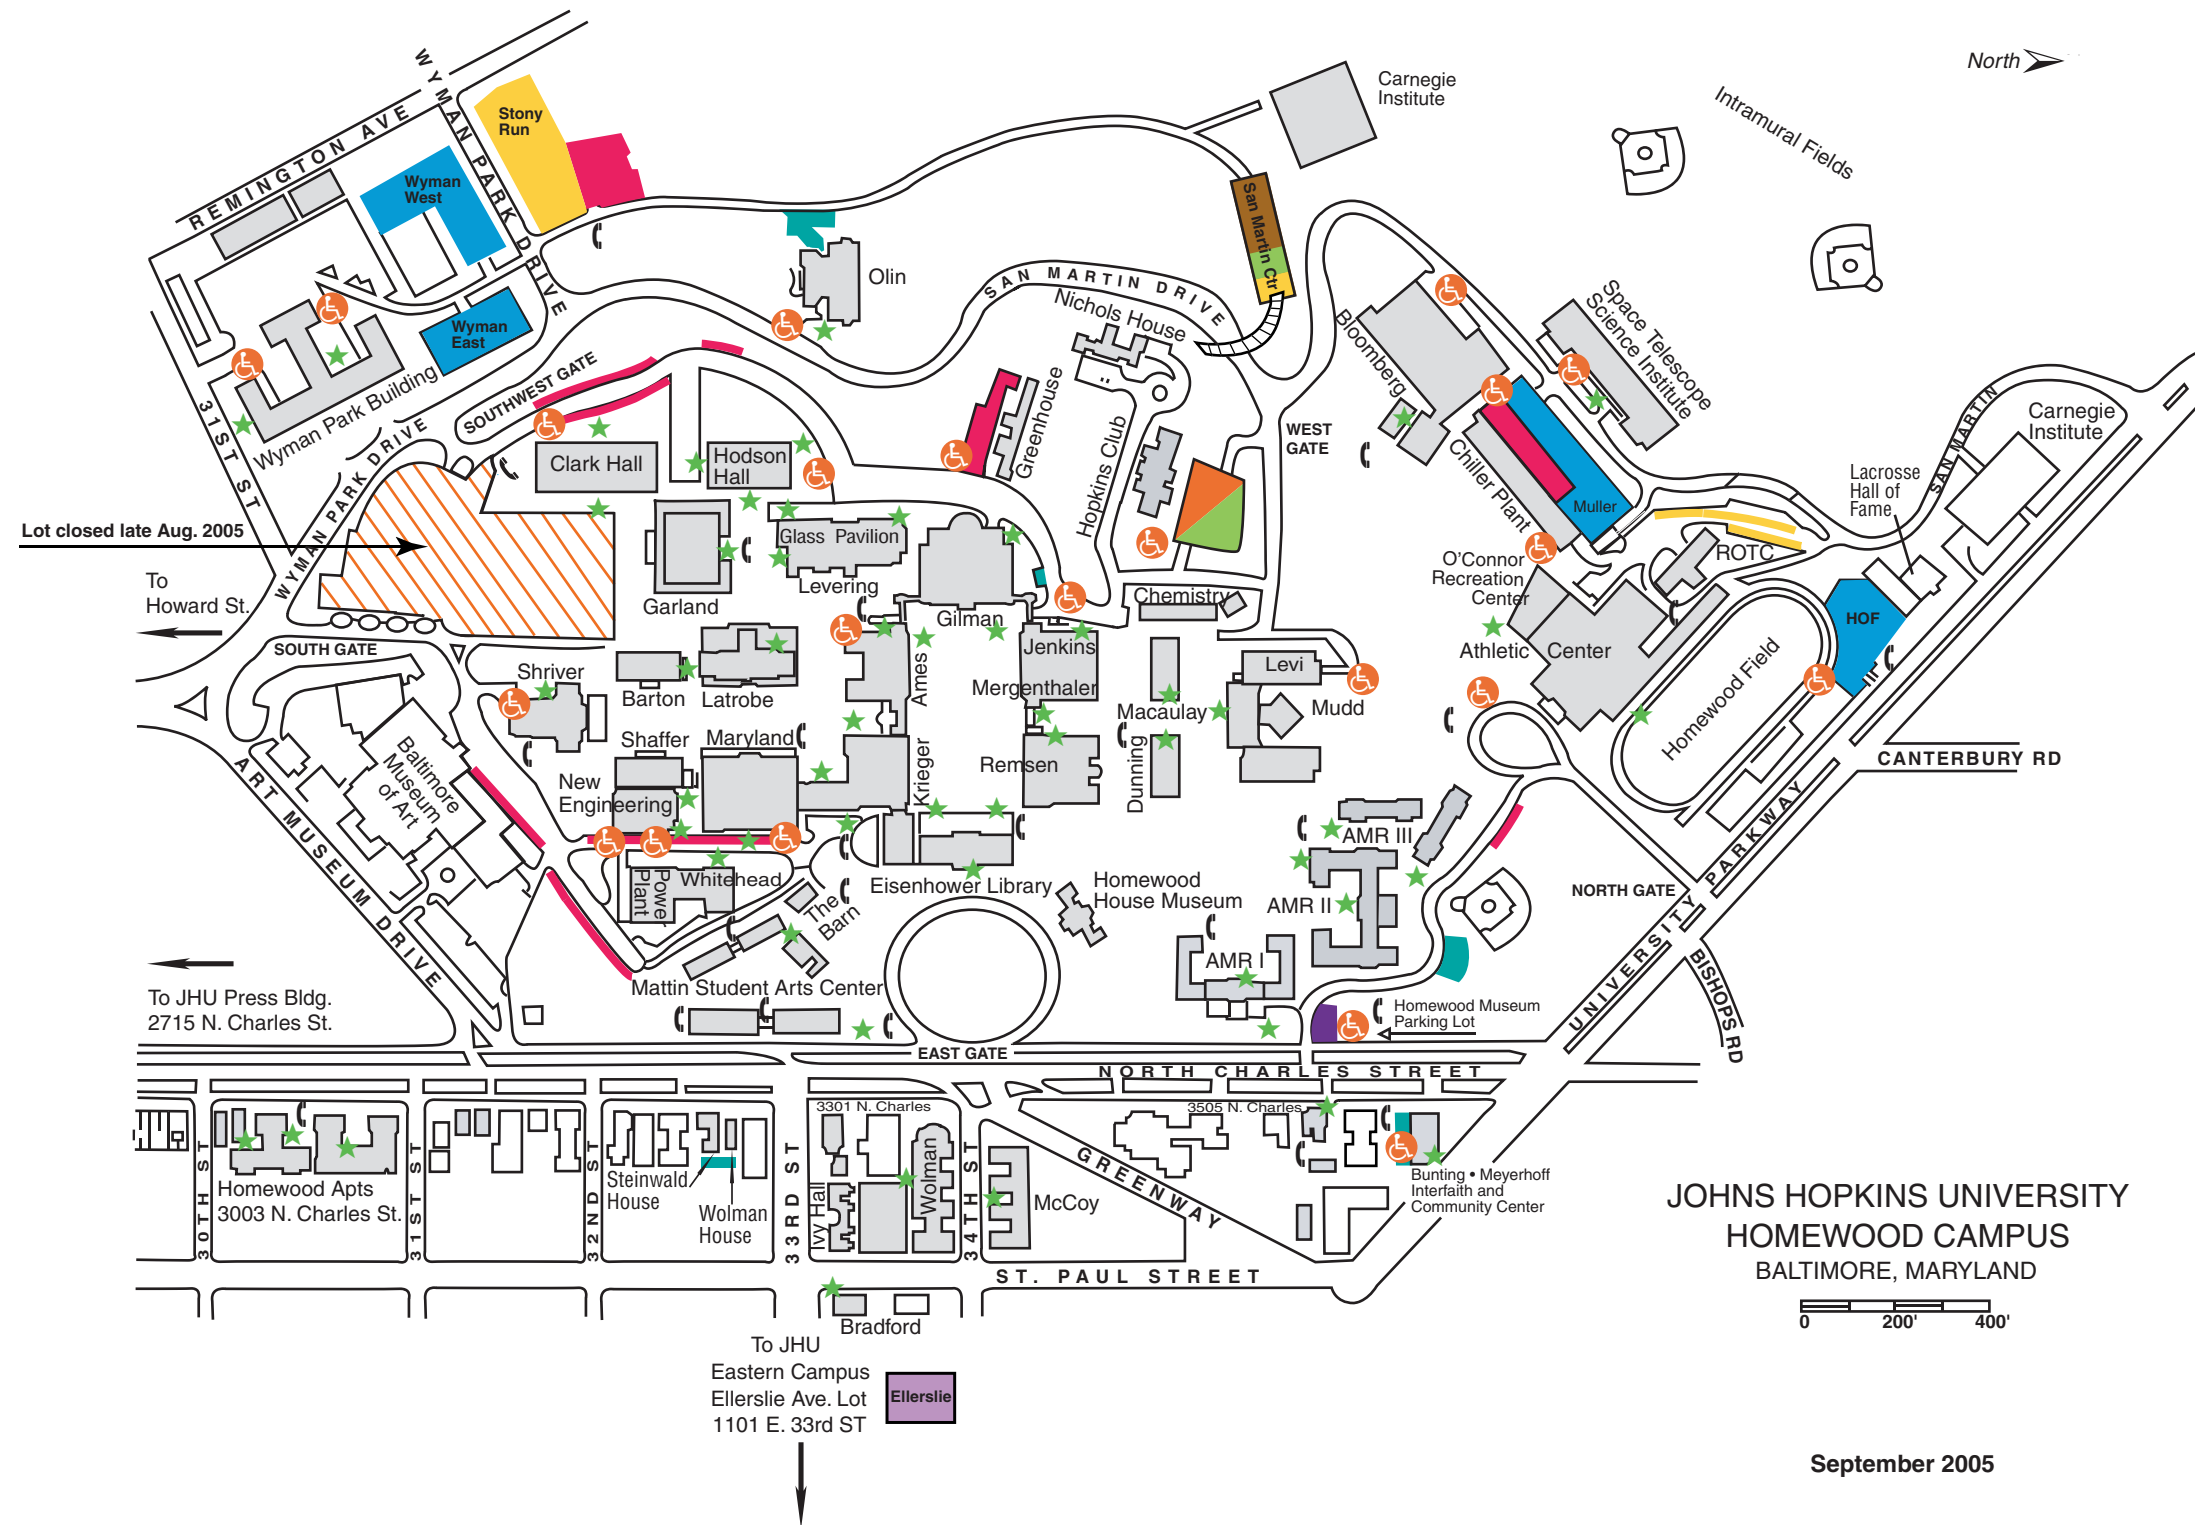 North
Carnegie
Institute
Intramural Fields
WYMAN PARK DRIVE
REMINGTON AVE
Stony
Run
Wyman
West
Wyman
East
San Martin Ctr
Olin
SAN MARTIN DRIVE
Nichols House
Space Telescope
Science Institute
Bloomberg
31ST ST
Wyman Park Building
SOUTHWEST GATE
WYMAN PARK DRIVE
Greenhouse
Hopkins Club
WEST
GATE
Chiller Plant
Muller
SAN MARTIN
Carnegie
Institute
Lacrosse
Hall of
Fame
Clark Hall
Hodson
Hall
Lot closed late Aug. 2005
Glass Pavilion
Levering
Garland
Gilman
Chemistry
O'Connor
Recreation
Center
ROTC
HOF
To
Howard St.
SOUTH GATE
Shriver
Barton
Latrobe
Ames
Jenkins
Mergenthaler
Levi
Macaulay
Mudd
Athletic Center
Homewood Field
Baltimore
Museum
of Art
ART MUSEUM DRIVE
Shaffer
Maryland
New
Engineering
Krieger
Remsen
Dunning
CANTERBURY RD
Power
Plant
Whitehead
The
Barn
Eisenhower Library
Homewood
House Museum
AMR III
AMR II
AMR I
NORTH GATE
UNIVERSITY PARKWAY
BISHOPS RD
To JHU Press Bldg.
2715 N. Charles St.
Mattin Student Arts Center
Homewood Museum
Parking Lot
EAST GATE
NORTH CHARLES STREET
3301 N. Charles
3505 N. Charles
30TH ST
Homewood Apts
3003 N. Charles St.
31ST ST
32ND ST
Steinwald
House
Wolman
House
33RD ST
Ivy Hall
Wolman
34TH ST
McCoy
GREENWAY
Bunting • Meyerhoff
Interfaith and
Community Center
ST. PAUL STREET
Bradford
To JHU
Eastern Campus
Ellerslie Ave. Lot
1101 E. 33rd ST
Ellerslie
JOHNS HOPKINS UNIVERSITY
HOMEWOOD CAMPUS
BALTIMORE, MARYLAND
0 200' 400'
September 2005